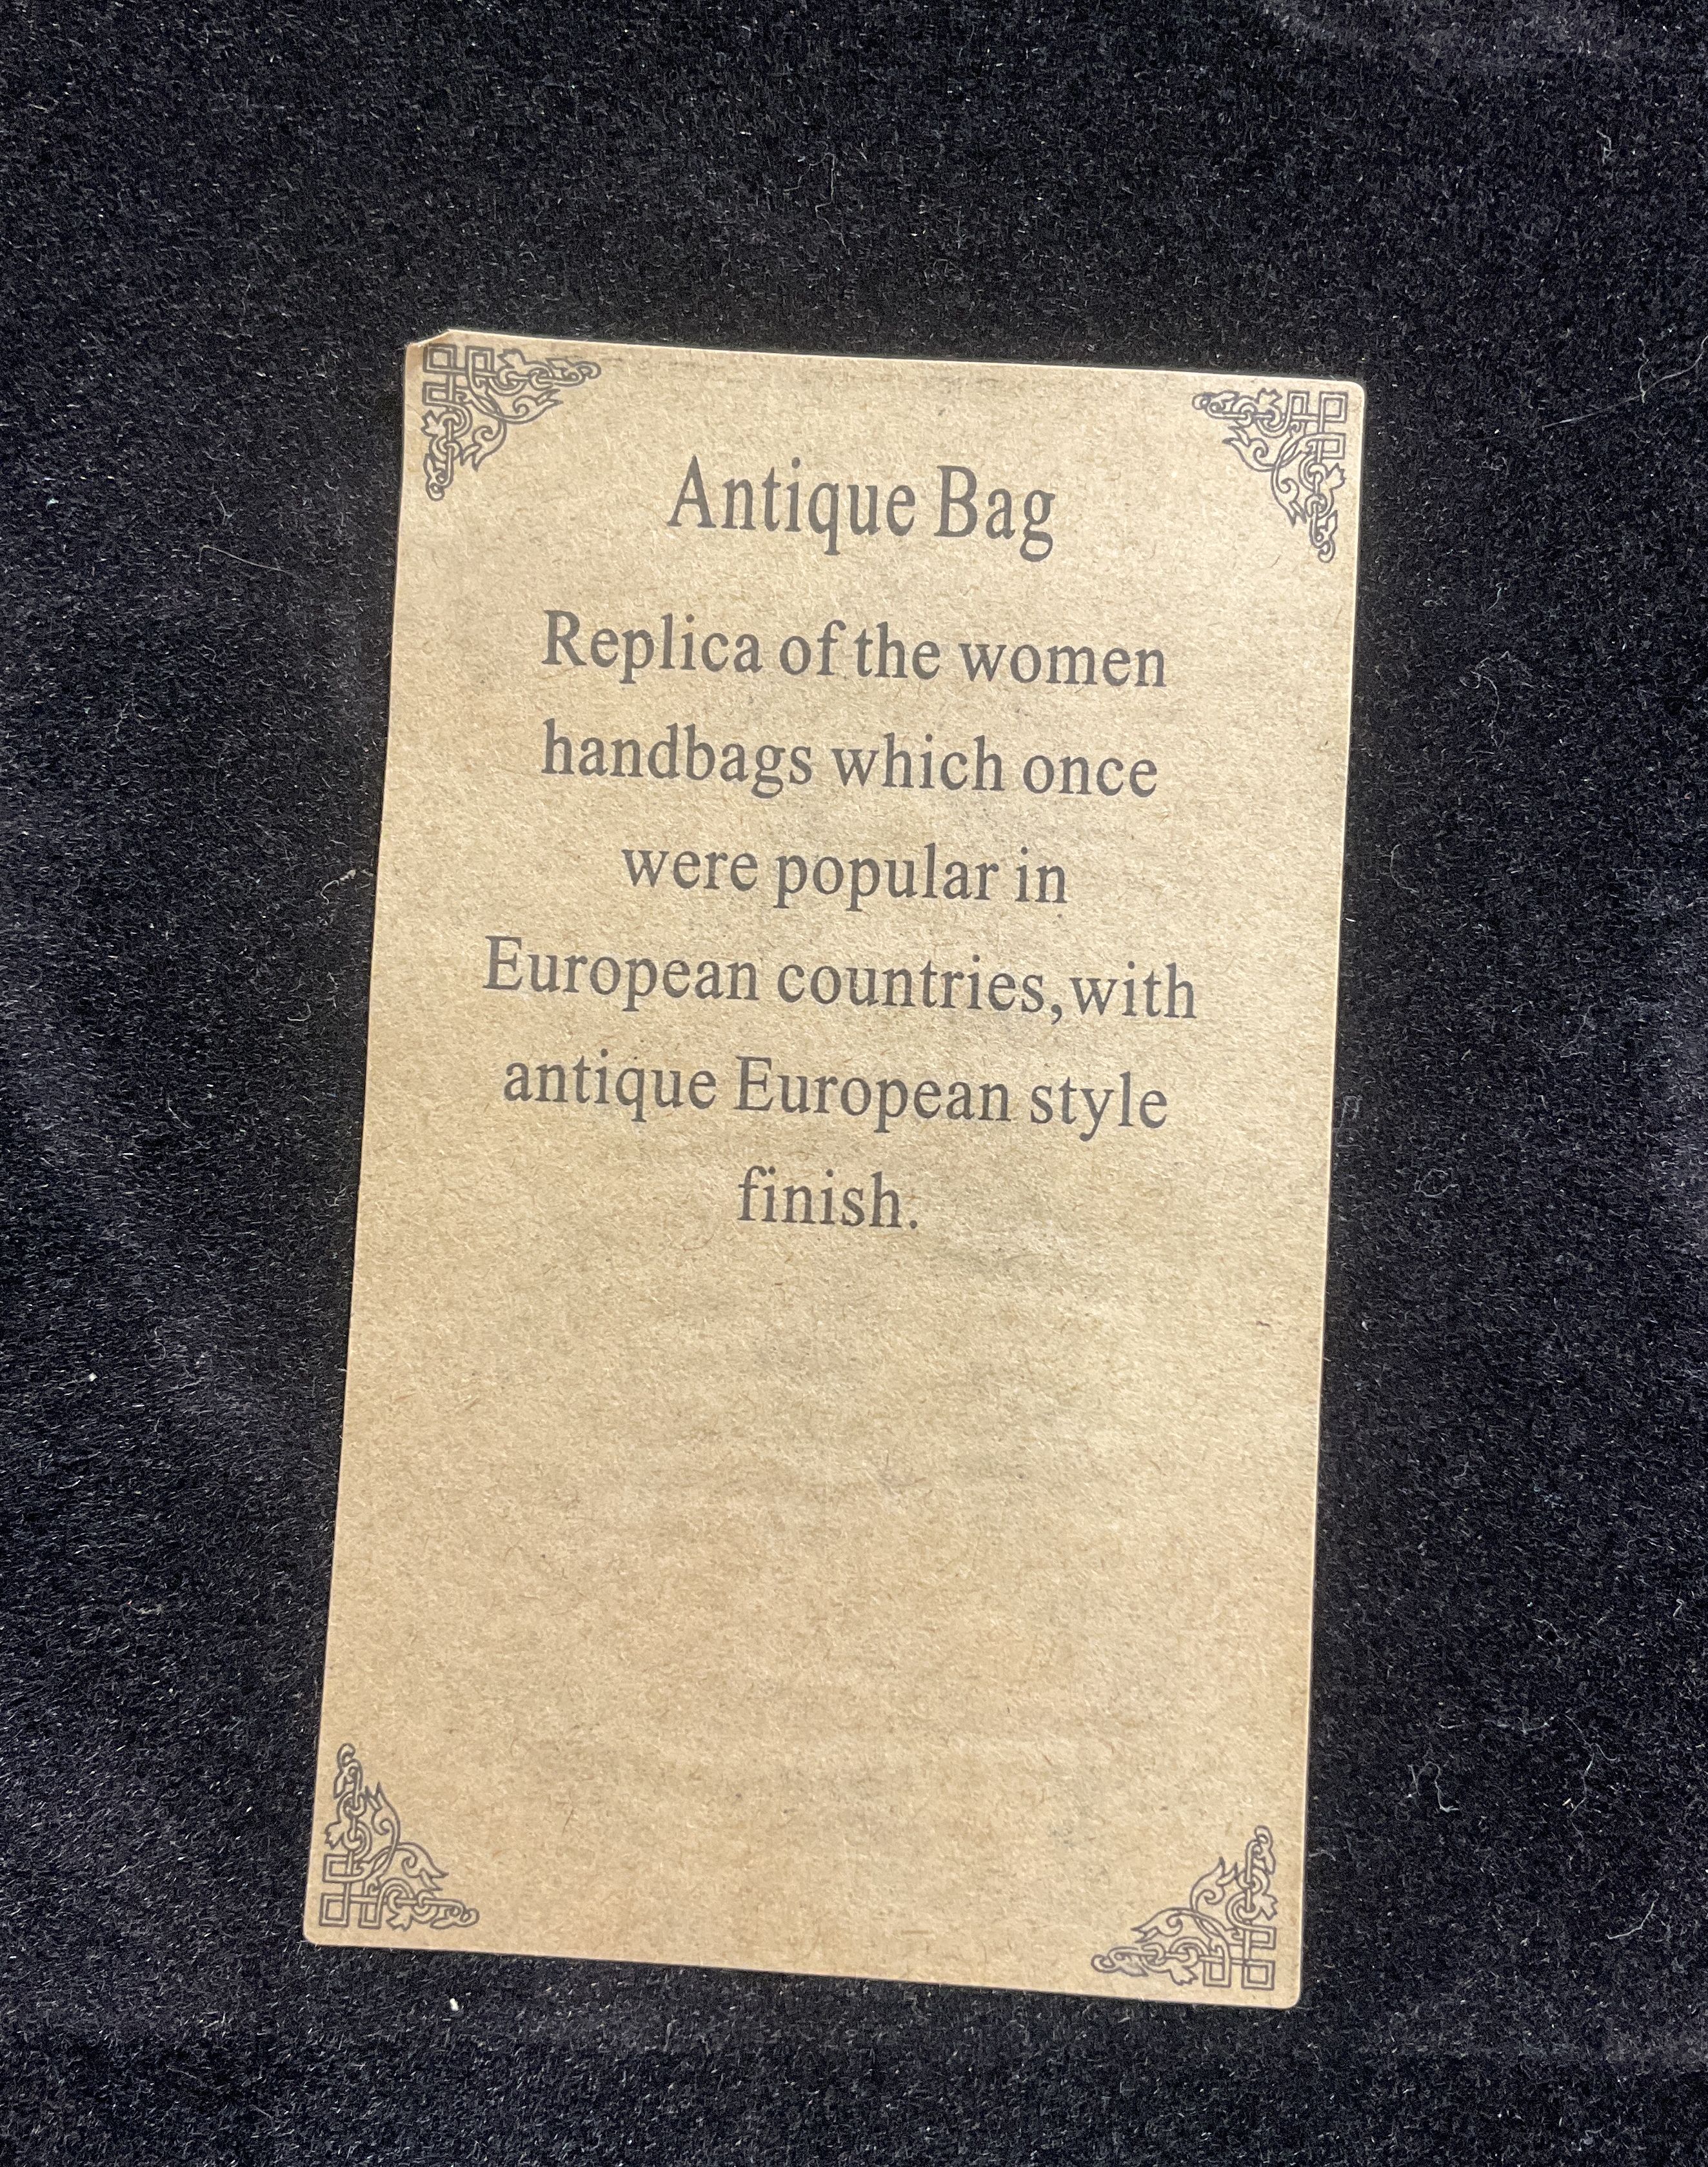 Antique Bag
Replica of the women
handbags which once
were popular in
European countries,with
antique European style
finish.